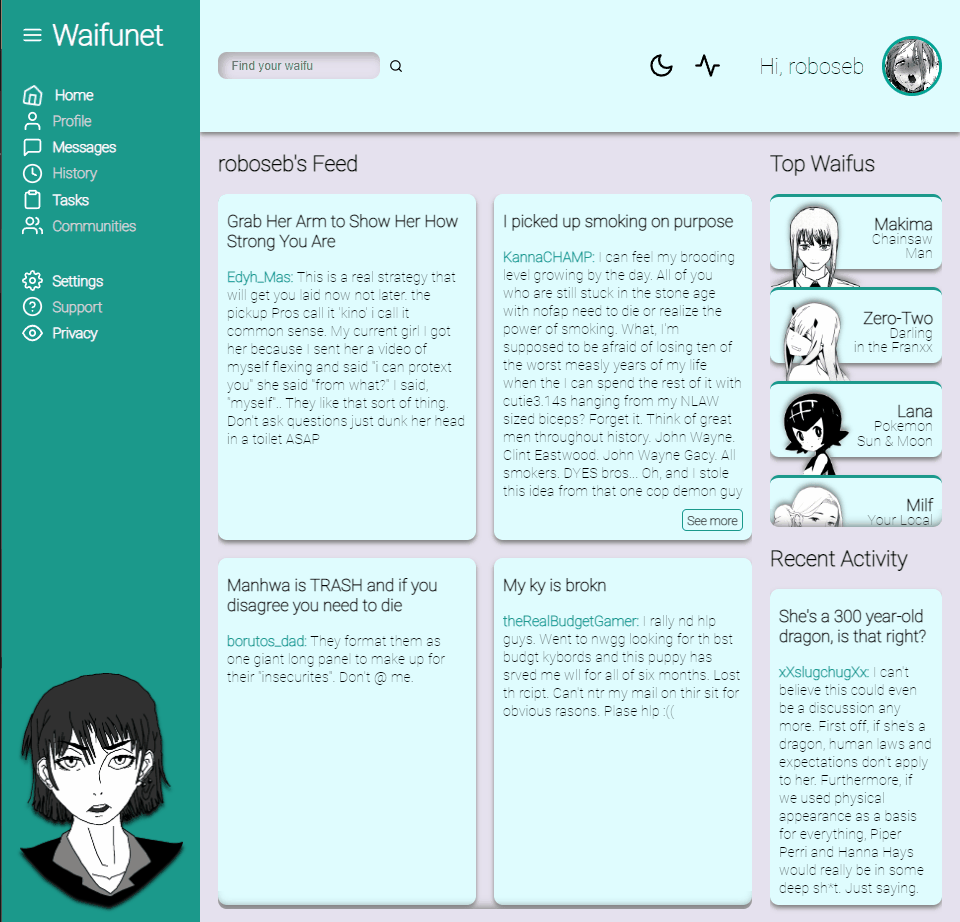 Waifunet
Home
Profile
Messages
History
Tasks
Communities
Settings
Support
Privacy
Find your waifu
Hi, roboseb
roboseb's Feed
Grab Her Arm to Show Her How
Strong You Are
Edyh_Mas: This is a real strategy that
will get you laid now not later. the
pickup Pros call it 'kino' i call it
common sense. My current girl I got
her because I sent her a video of
myself flexing and said "i can protext
you" she said "from what?" I said,
"myself".. They like that sort of thing.
Don't ask questions just dunk her head
in a toilet ASAP
I picked up smoking on purpose
KannaCHAMP: I can feel my brooding
level growing by the day. All of you
who are still stuck in the stone age
with nofap need to die or realize the
power of smoking. What, I'm
supposed to be afraid of losing ten of
the worst measly years of my life
when the I can spend the rest of it with
cutie3.14s hanging from my NLAW
sized biceps? Forget it. Think of great
men throughout history. John Wayne.
Clint Eastwood. John Wayne Gacy. All
smokers. DYES bros... Oh, and I stole
this idea from that one cop demon guy
See more
Manhwa is TRASH and if you
disagree you need to die
borutos_dad: They format them as
one giant long panel to make up for
their "insecurites". Don't @ me.
My ky is brokn
theRealBudgetGamer: I rally nd hlp
guys. Went to nwgg looking for th bst
budgt kybords and this puppy has
srved me wll for all of six months. Lost
th rcipt. Can't ntr my mail on thir sit for
obvious rasons. Plase hlp :((
Top Waifus
Makima
Chainsaw
Man
Zero-Two
Darling
in the Franxx
Lana
Pokemon
Sun & Moon
Milf
Your Local
Recent Activity
She's a 300 year-old
dragon, is that right?
xXslugchugXx: I can't
believe this could even
be a discussion any
more. First off, if she's a
dragon, human laws and
expectations don't apply
to her. Furthermore, if
we used physical
appearance as a basis
for everything, Piper
Perri and Hanna Hays
would really be in some
deep sh*t. Just saying.